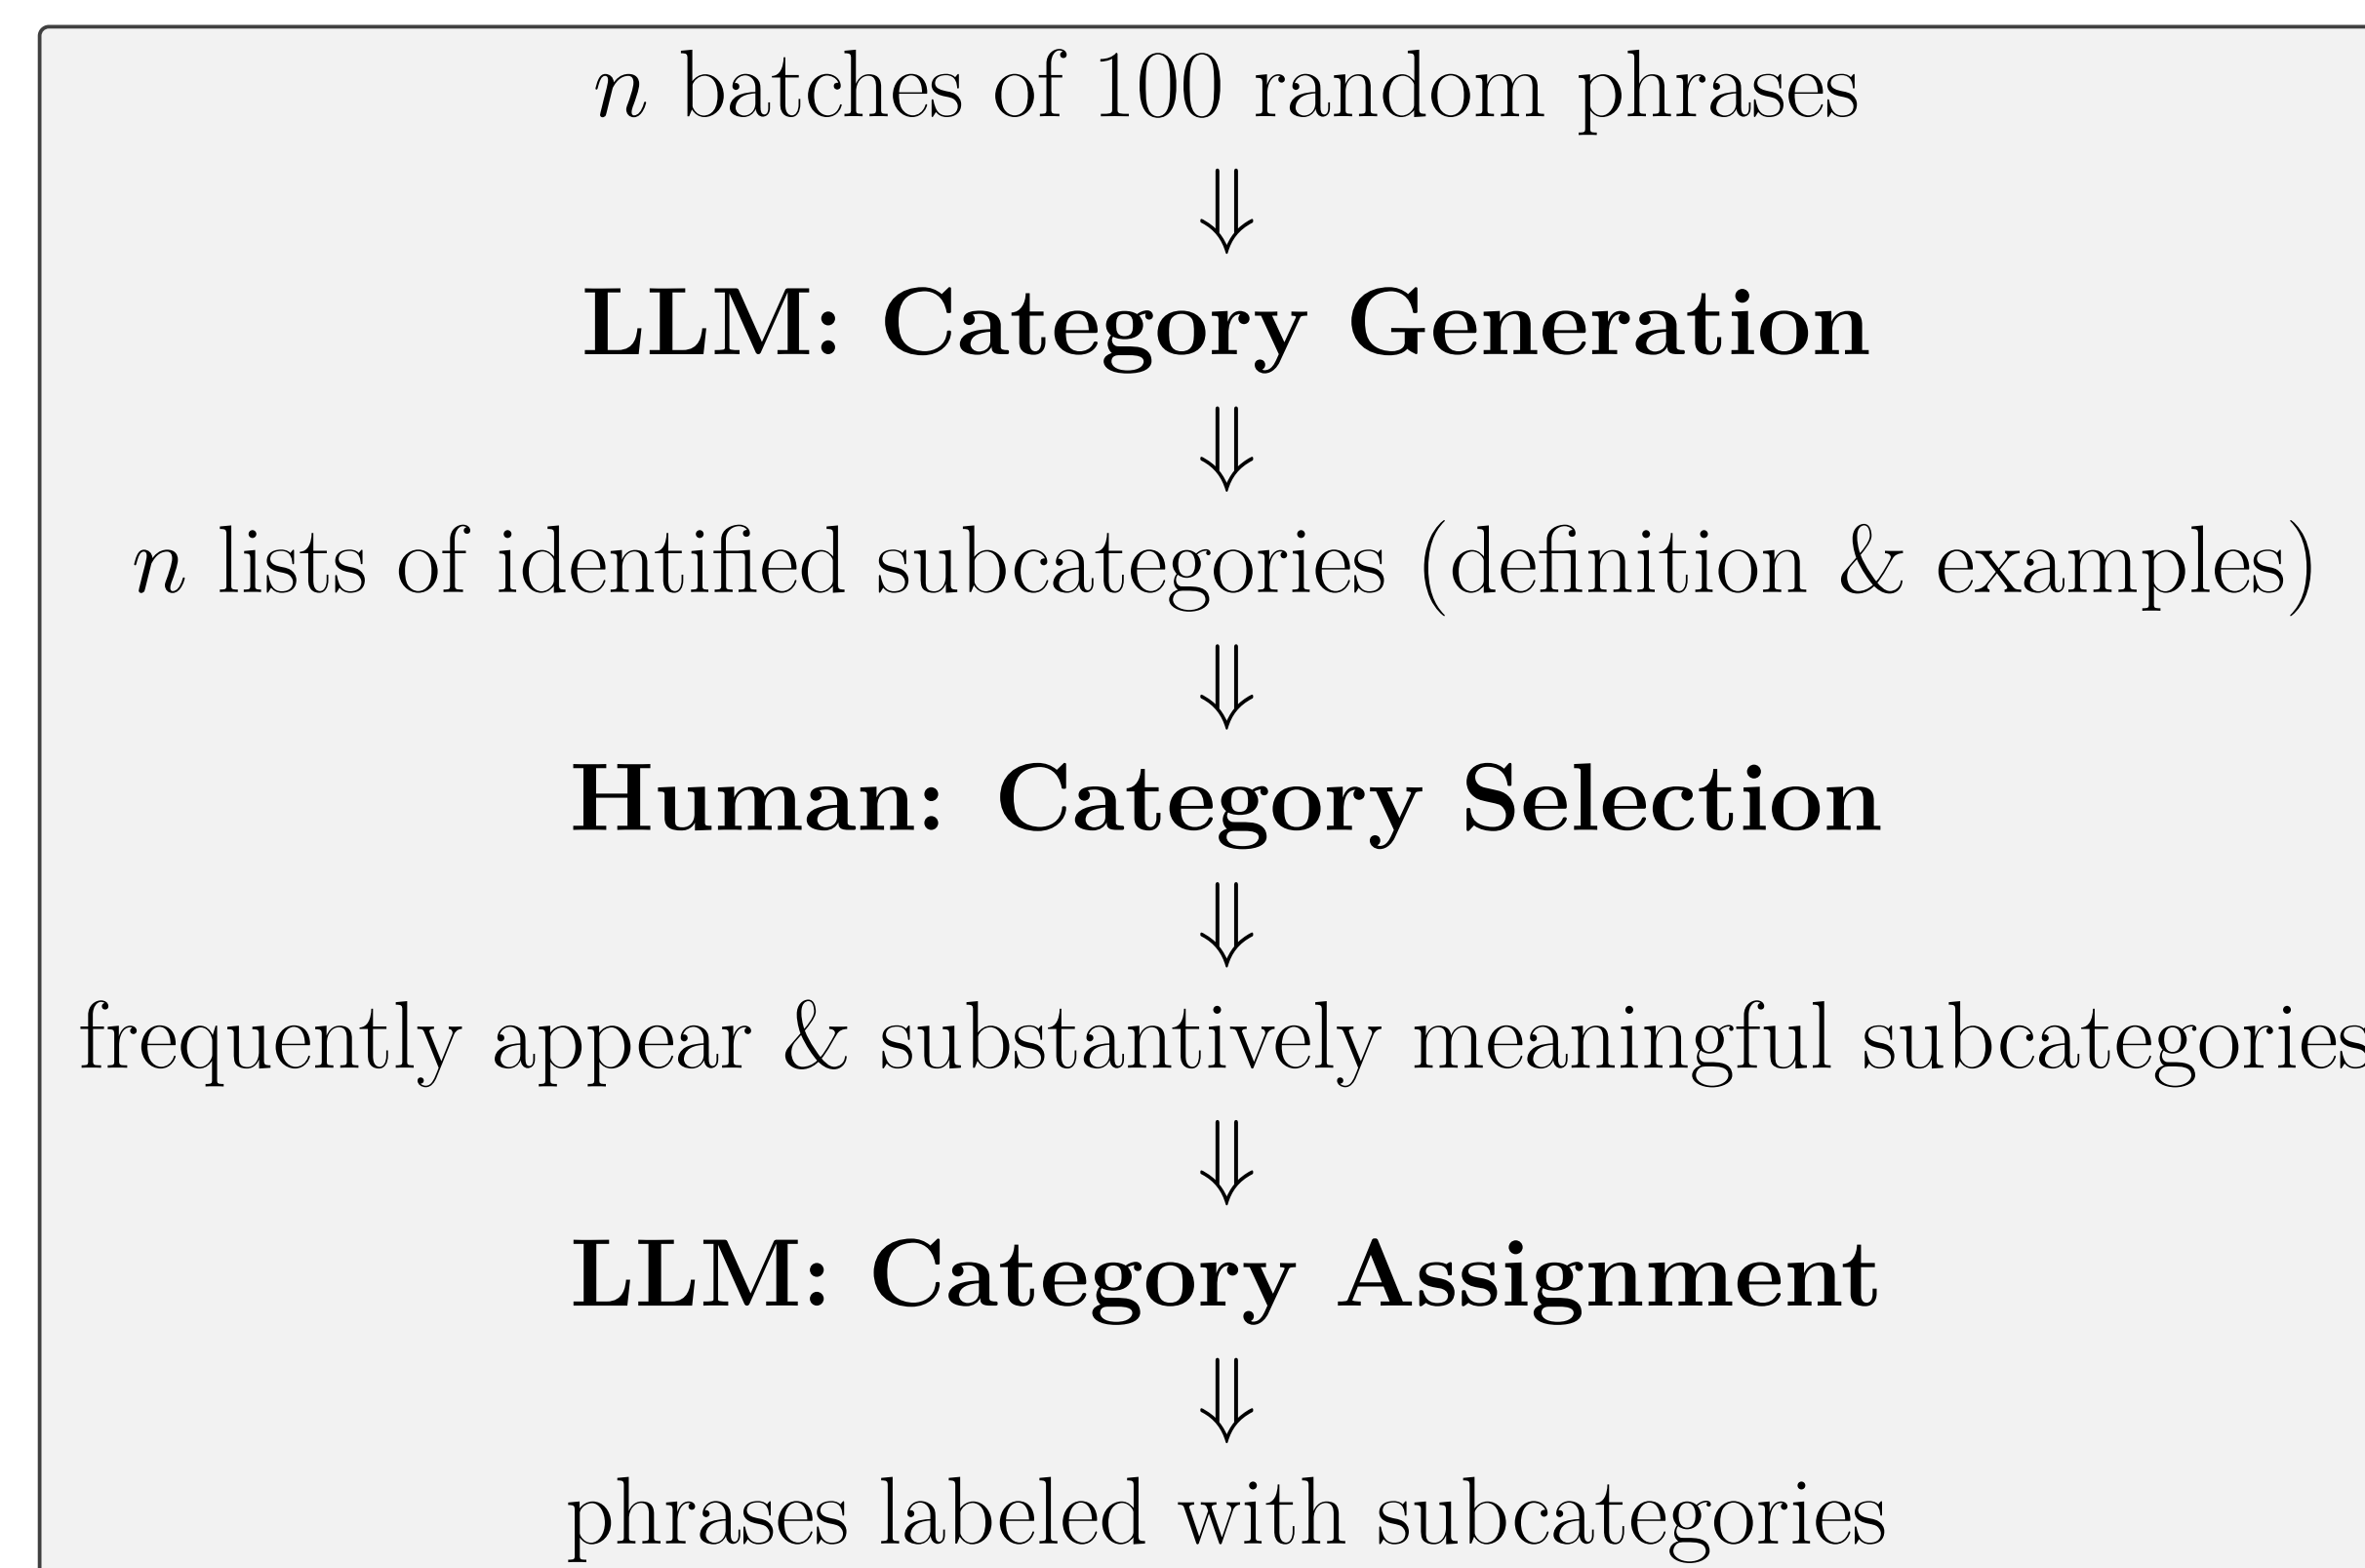 n batches of 100 random phrases
⇓
LLM: Category Generation
⇓
n lists of identified subcategories (definition & examples)
⇓
Human: Category Selection
⇓
frequently appear & substantively meaningful subcategories
⇓
LLM: Category Assignment
⇓
phrases labeled with subcategories